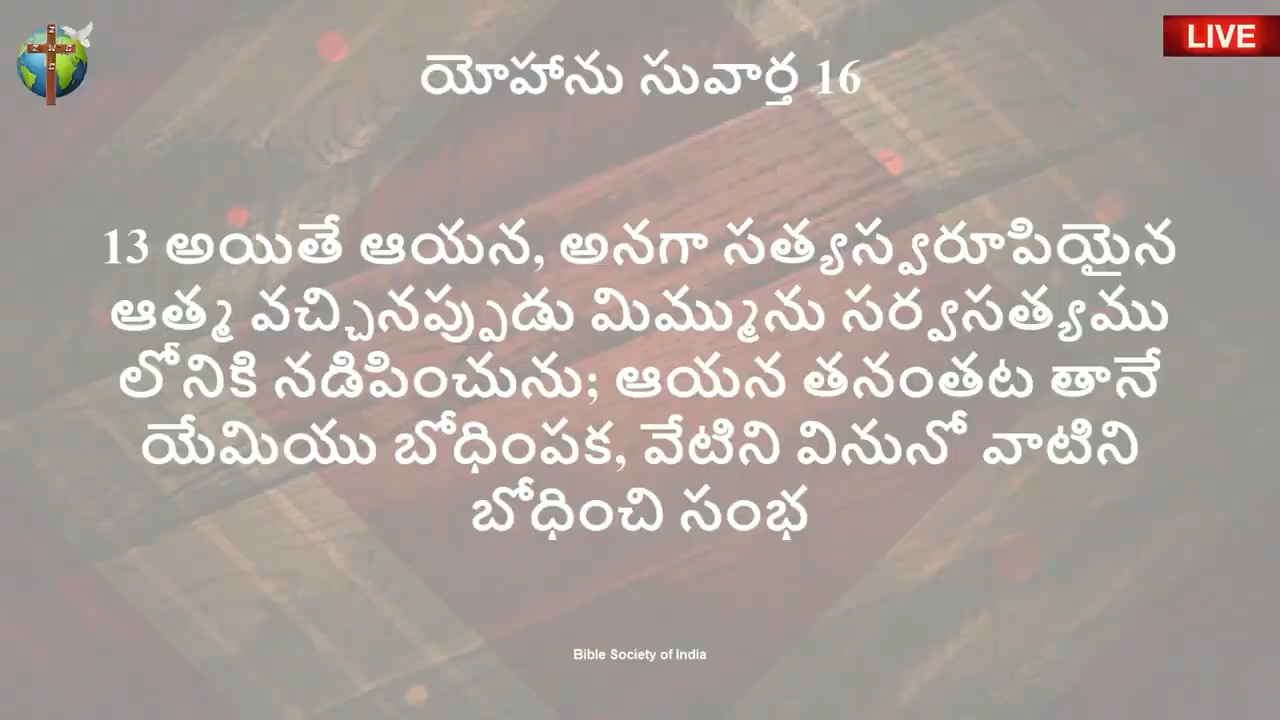 LIVE
యోహాను సువార్త 16
13 అయితే ఆయన, అనగా సత్యస్వరూపియైన
ఆత్మ వచ్చినప్పుడు మిమ్మును సర్వసత్యము
లోనికి నడిపించును; ఆయన తనంతట తానే
యేమియు బోధింపక, వేటిని వినునో వాటిని
బోధించి సంభ
Bible Society of India